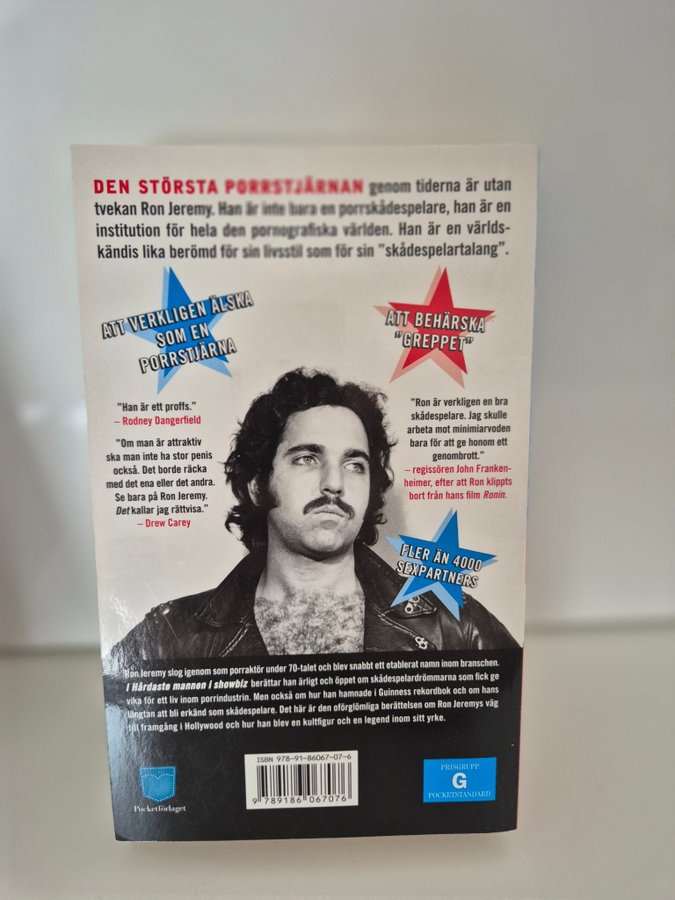 DEN STÖRSTA PORRSTJÄRNAN genom tiderna är utan
tvekan Ron Jeremy. Han är inte bara en porrskådespelare, han är en
institution för hela den pornografiska världen. Han är en världs-
kändis lika berömd för sin livsstil som för sin "skådespelartalang".
ATT VERKLIGEN ÄLSKA
SOM EN
PORRSTJÄRNA
ATT BEHÄRSKA
"GREPPET"
"Han är ett proffs."
– Rodney Dangerfield
"Om man är attraktiv
ska man inte ha stor penis
också. Det borde räcka
med det ena eller det andra.
Se bara på Ron Jeremy.
Det kallar jag rättvisa."
– Drew Carey
"Ron är verkligen en bra
skådespelare. Jag skulle
arbeta mot minimiarvoden
bara för att ge honom ett
genombrott."
– regissören John Franken-
heimer, efter att Ron klippts
bort från hans film Ronin.
FLER ÄN 4000
SEXPARTNERS
Ron Jeremy slog igenom som porraktör under 70-talet och blev snabbt ett etablerat namn inom branschen.
I Hårdaste mannen i showbiz berättar han ärligt och öppet om skådespelardrömmarna som fick ge
vika för ett liv inom porrindustrin. Men också om hur han hamnade i Guinness rekordbok och om hans
längtan att bli erkänd som skådespelare. Det här är den oförglömliga berättelsen om Ron Jeremys väg
till framgång i Hollywood och hur han blev en kultfigur och en legend inom sitt yrke.
Pocketförlaget
ISBN 978-91-86067-07-6
9 789186 067076
PRISGRUPP
G
POCKETSTANDARD